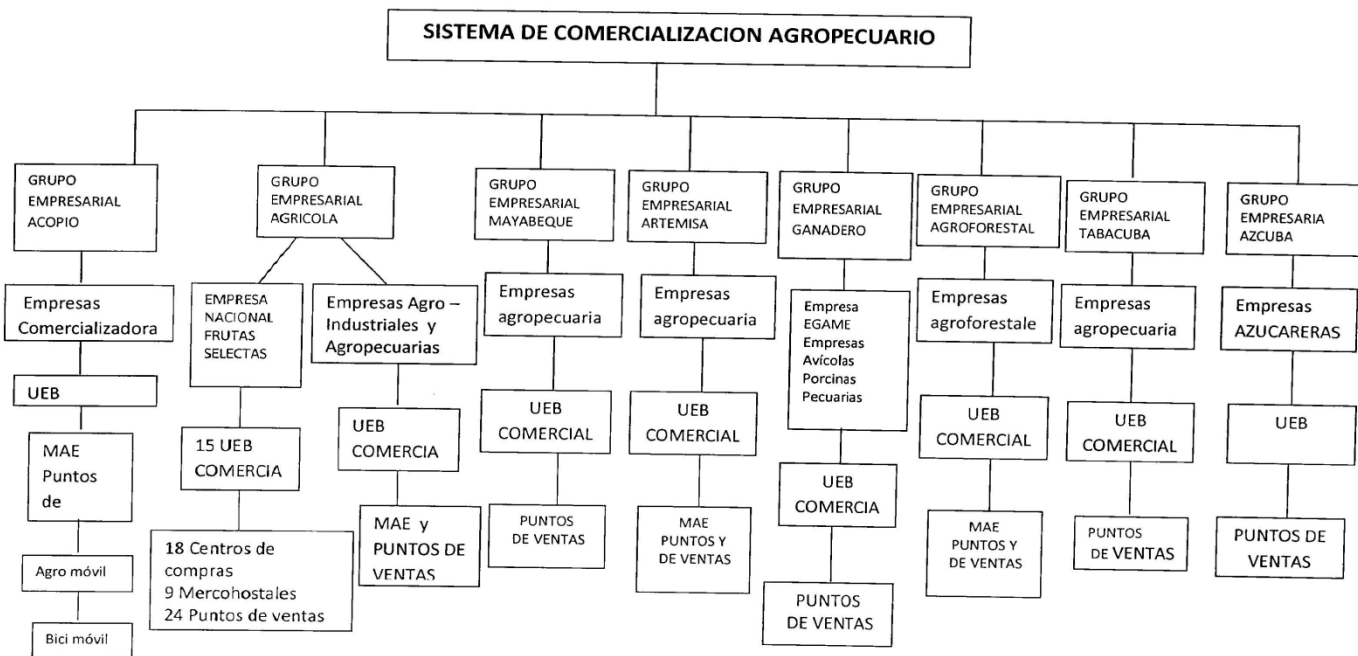 SISTEMA DE COMERCIALIZACION AGROPECUARIO
GRUPO
EMPRESARIAL
ACOPIO
GRUPO
EMPRESARIAL
AGRICOLA
GRUPO
EMPRESARIAL
MAYABEQUE
GRUPO
EMPRESARIAL
ARTEMISA
GRUPO
EMPRESARIAL
GANADERO
GRUPO
EMPRESARIAL
AGROFORESTAL
GRUPO
EMPRESARIAL
TABACUBA
GRUPO
EMPRESARIA
AZCUBA
Empresas
Comercializadora
EMPRESA
NACIONAL
FRUTAS
SELECTAS
Empresas Agro –
Industriales y
Agropecuarias
Empresas
agropecuaria
Empresas
agropecuaria
Empresa
EGAME
Empresas
Avícolas
Porcinas
Pecuarias
Empresas
agroforestale
Empresas
agropecuaria
Empresas
AZUCARERAS
UEB
15 UEB
COMERCIA
UEB
COMERCIA
UEB
COMERCIAL
UEB
COMERCIAL
UEB
COMERCIA
UEB
COMERCIAL
UEB
COMERCIAL
UEB
MAE
Puntos
de
18 Centros de
compras
9 Mercohostales
24 Puntos de ventas
MAE y
PUNTOS DE
VENTAS
PUNTOS
DE VENTAS
MAE
PUNTOS Y
DE VENTAS
PUNTOS
DE VENTAS
MAE
PUNTOS Y
DE VENTAS
PUNTOS
DE VENTAS
PUNTOS DE
VENTAS
Agro móvil
Bici móvil